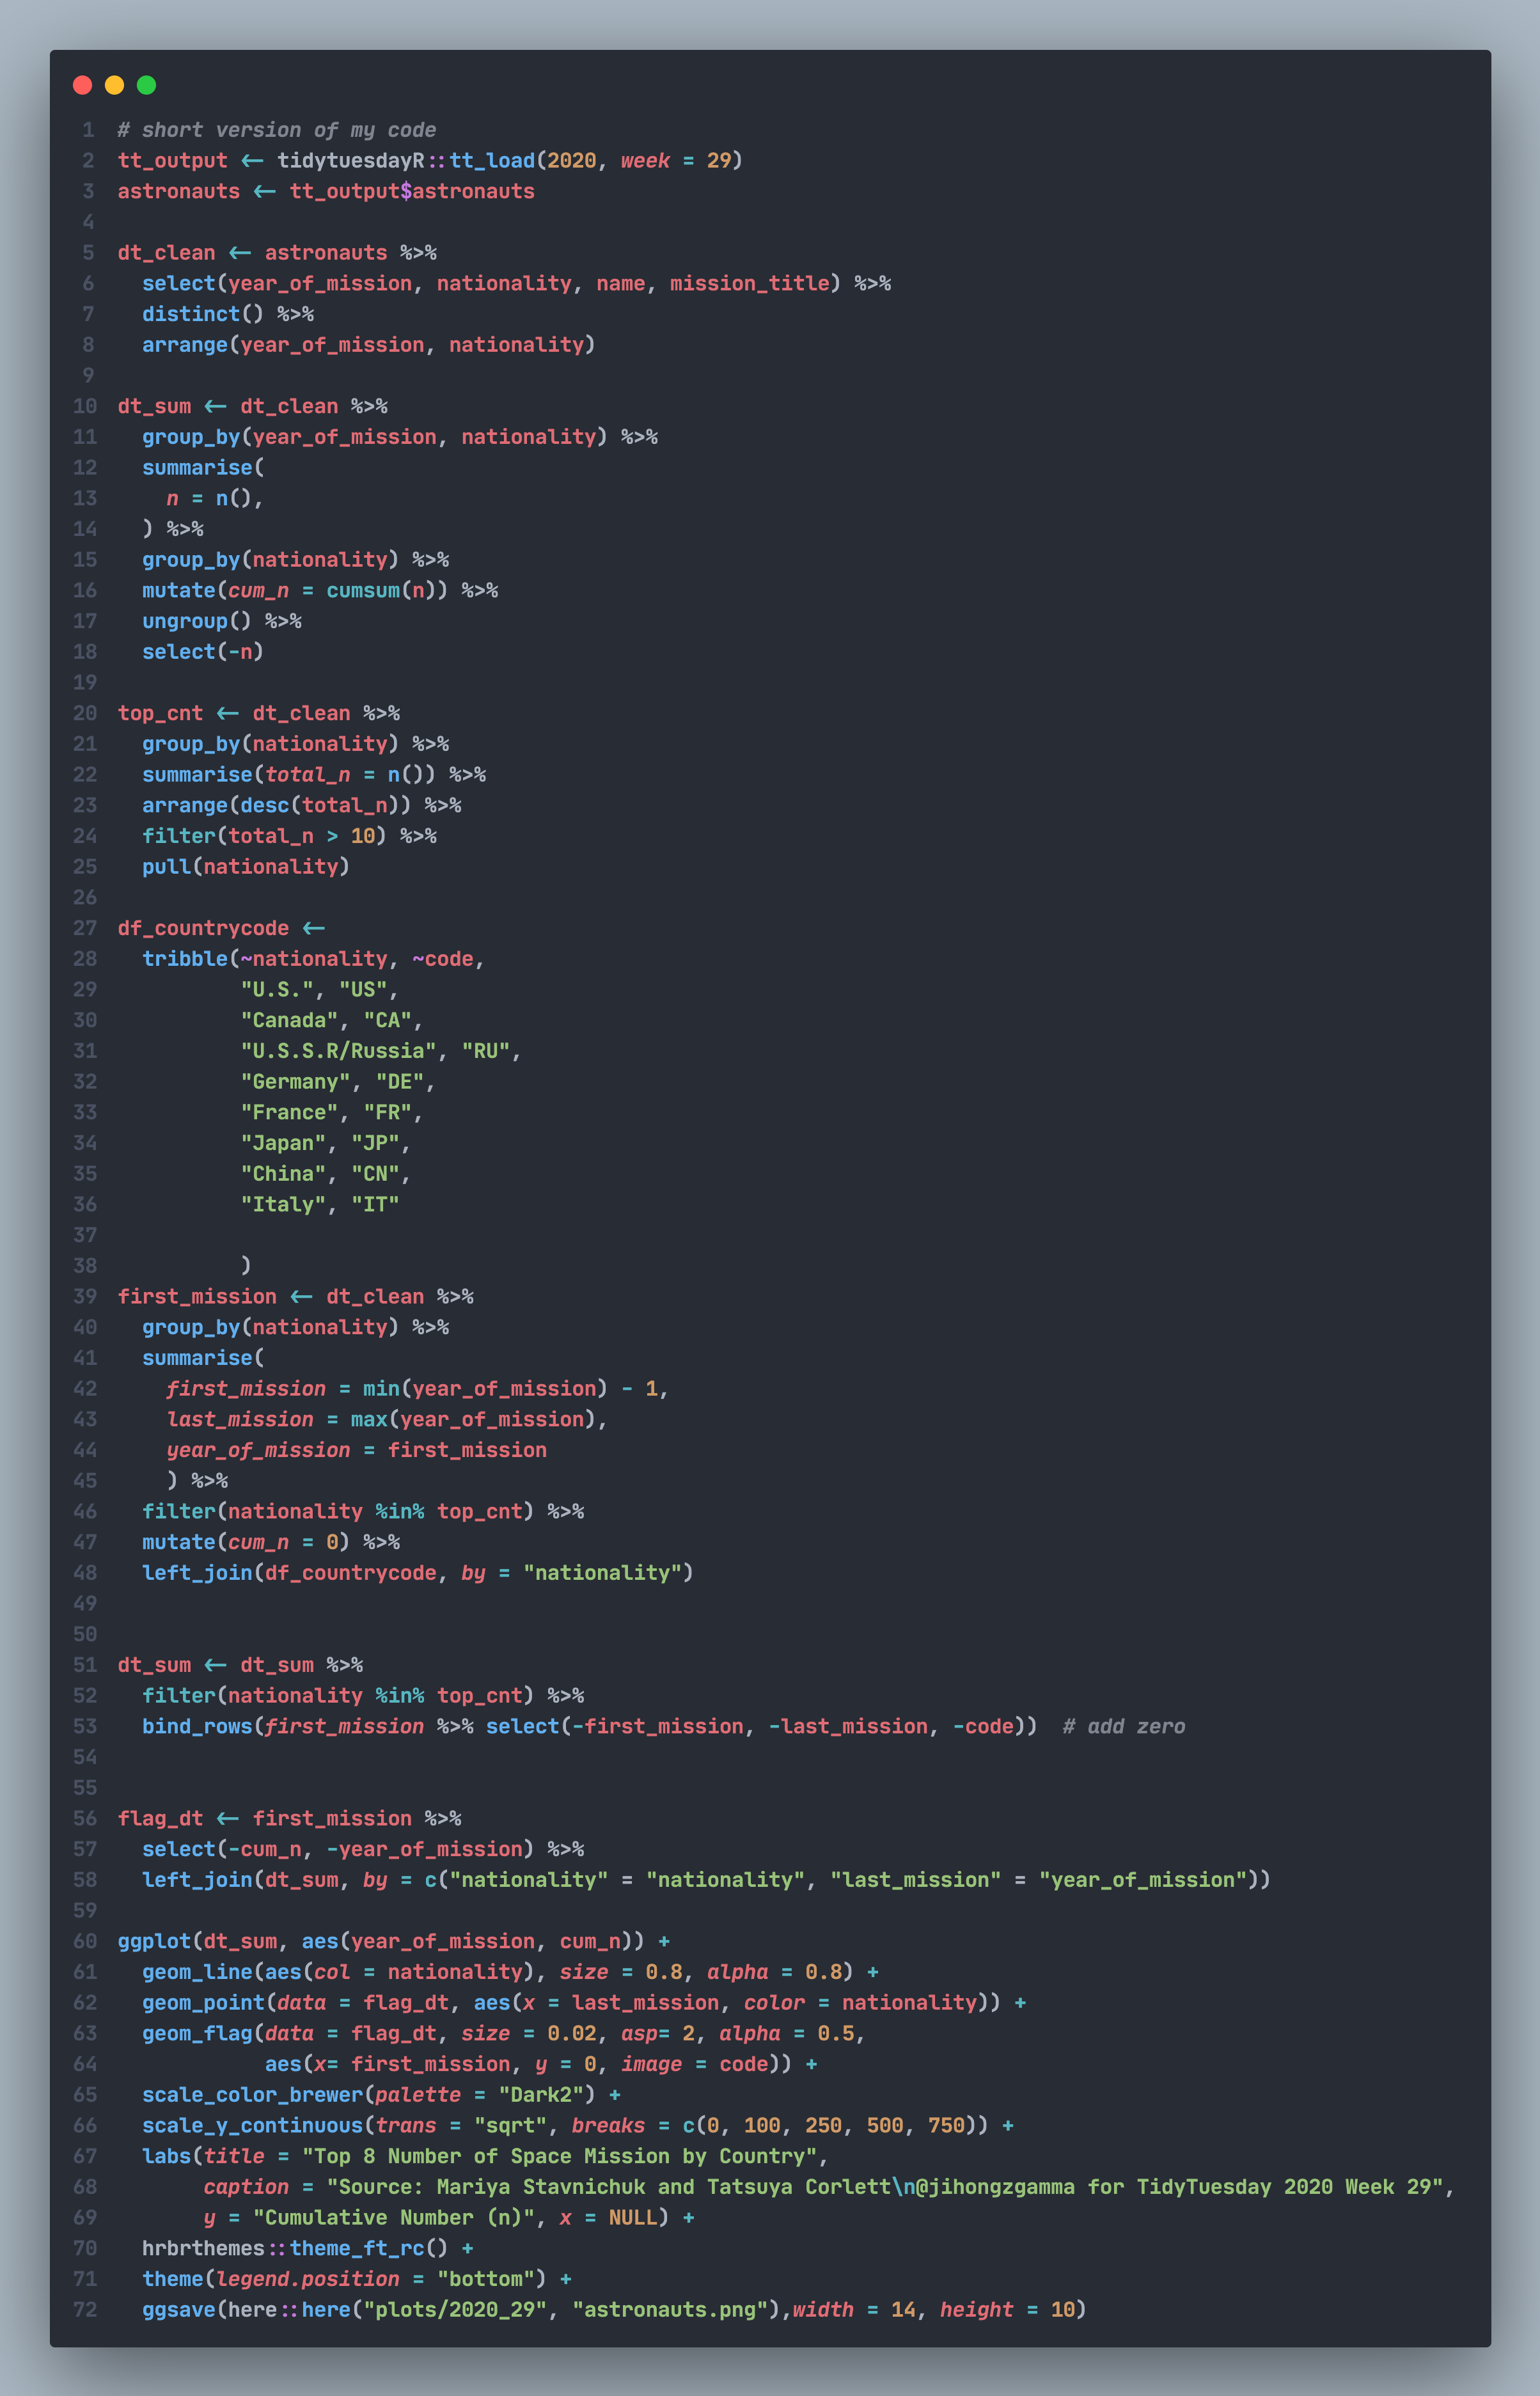 1 # short version of my code
2 tt_output <- tidytuesdayR::tt_load(2020, week = 29)
3 astronauts <- tt_output$astronauts
4
5 dt_clean <- astronauts %>%
6   select(year_of_mission, nationality, name, mission_title) %>%
7   distinct() %>%
8   arrange(year_of_mission, nationality)
9
10 dt_sum <- dt_clean %>%
11   group_by(year_of_mission, nationality) %>%
12   summarise(
13     n = n(),
14   ) %>%
15   group_by(nationality) %>%
16   mutate(cum_n = cumsum(n)) %>%
17   ungroup() %>%
18   select(-n)
19
20 top_cnt <- dt_clean %>%
21   group_by(nationality) %>%
22   summarise(total_n = n()) %>%
23   arrange(desc(total_n)) %>%
24   filter(total_n > 10) %>%
25   pull(nationality)
26
27 df_countrycode <-
28   tribble(~nationality, ~code,
29           "U.S.", "US",
30           "Canada", "CA",
31           "U.S.S.R/Russia", "RU",
32           "Germany", "DE",
33           "France", "FR",
34           "Japan", "JP",
35           "China", "CN",
36           "Italy", "IT"
37
38           )
39 first_mission <- dt_clean %>%
40   group_by(nationality) %>%
41   summarise(
42     first_mission = min(year_of_mission) - 1,
43     last_mission = max(year_of_mission),
44     year_of_mission = first_mission
45     ) %>%
46   filter(nationality %in% top_cnt) %>%
47   mutate(cum_n = 0) %>%
48   left_join(df_countrycode, by = "nationality")
49
50
51 dt_sum <- dt_sum %>%
52   filter(nationality %in% top_cnt) %>%
53   bind_rows(first_mission %>% select(-first_mission, -last_mission, -code))  # add zero
54
55
56 flag_dt <- first_mission %>%
57   select(-cum_n, -year_of_mission) %>%
58   left_join(dt_sum, by = c("nationality" = "nationality", "last_mission" = "year_of_mission"))
59
60 ggplot(dt_sum, aes(year_of_mission, cum_n)) +
61   geom_line(aes(col = nationality), size = 0.8, alpha = 0.8) +
62   geom_point(data = flag_dt, aes(x = last_mission, color = nationality)) +
63   geom_flag(data = flag_dt, size = 0.02, asp= 2, alpha = 0.5,
64             aes(x= first_mission, y = 0, image = code)) +
65   scale_color_brewer(palette = "Dark2") +
66   scale_y_continuous(trans = "sqrt", breaks = c(0, 100, 250, 500, 750)) +
67   labs(title = "Top 8 Number of Space Mission by Country",
68        caption = "Source: Mariya Stavnichuk and Tatsuya Corlett\n@jihongzgamma for TidyTuesday 2020 Week 29",
69        y = "Cumulative Number (n)", x = NULL) +
70   hrbrthemes::theme_ft_rc() +
71   theme(legend.position = "bottom") +
72   ggsave(here::here("plots/2020_29", "astronauts.png"),width = 14, height = 10)